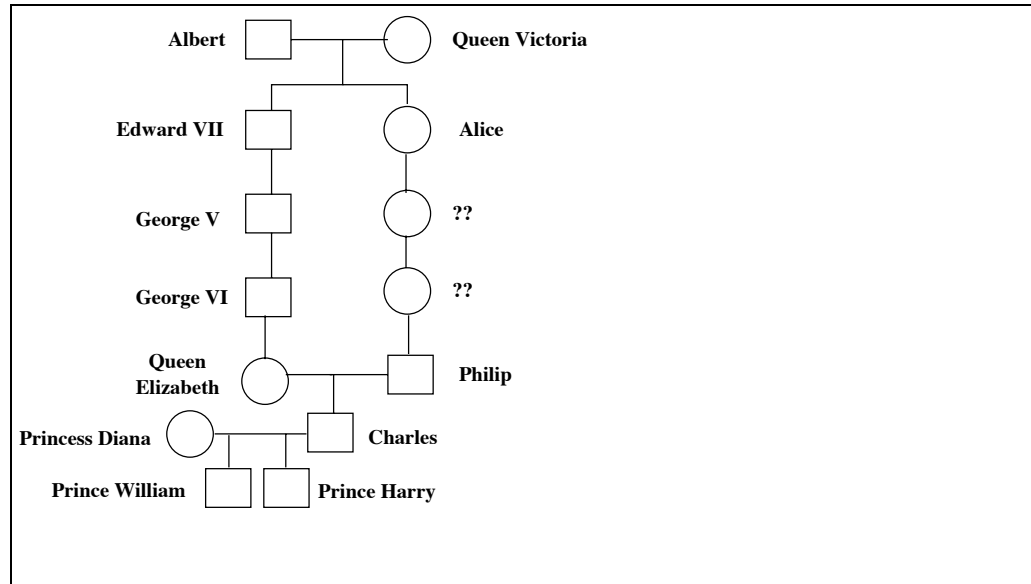 Albert
Queen Victoria
Edward VII
Alice
George V
??
George VI
??
Queen
Elizabeth
Philip
Princess Diana
Charles
Prince William
Prince Harry